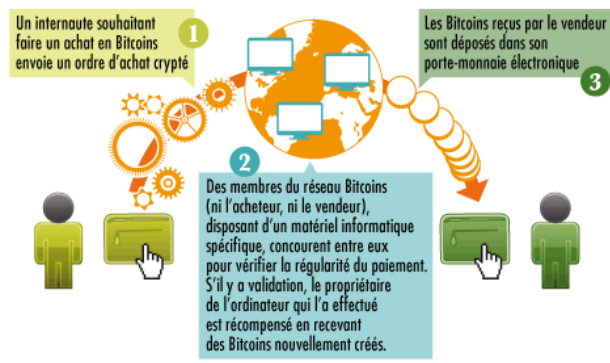 Un internaute souhaitant
faire un achat en Bitcoins
envoie un ordre d'achat crypté
1
2
Des membres du réseau Bitcoins
(ni l'acheteur, ni le vendeur),
disposant d'un matériel informatique
spécifique, concourent entre eux
pour vérifier la régularité du paiement.
S'il y a validation, le propriétaire
de l'ordinateur qui l'a effectué
est récompensé en recevant
des Bitcoins nouvellement créés.
Les Bitcoins reçus par le vendeur
sont déposés dans son
porte-monnaie électronique
3